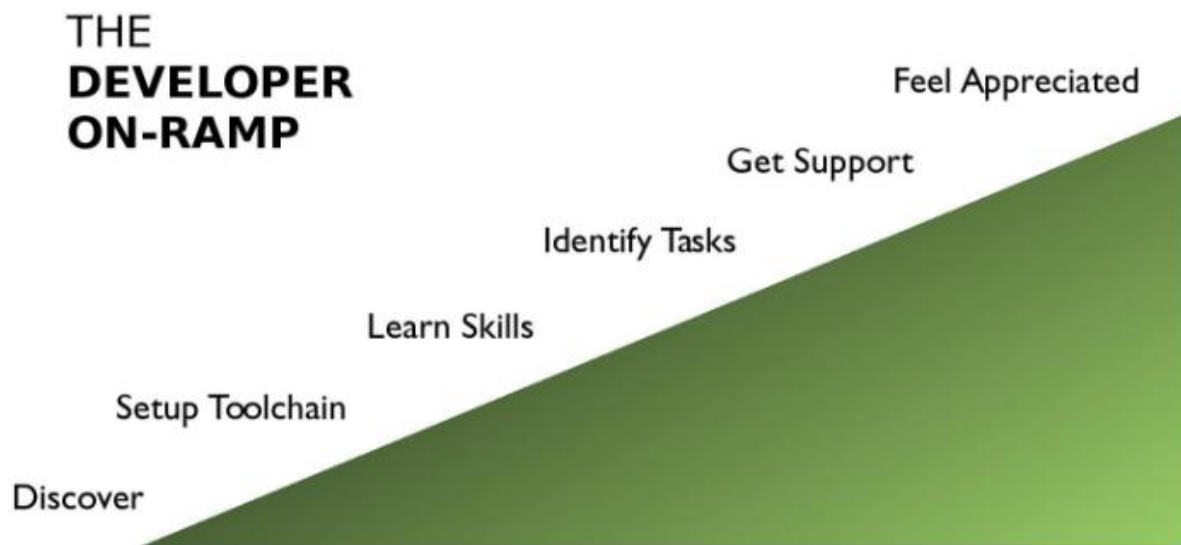 THE
DEVELOPER
ON-RAMP
Feel Appreciated
Get Support
Identify Tasks
Learn Skills
Setup Toolchain
Discover